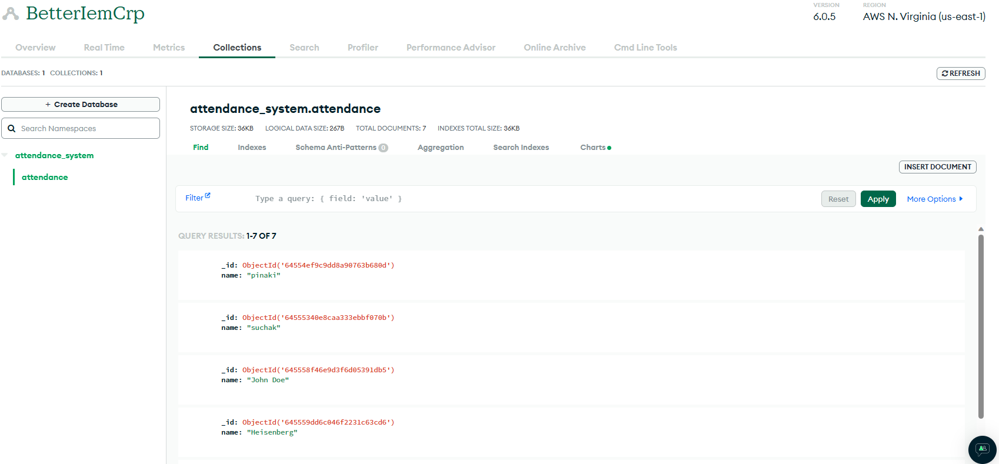 BetterIemCrp
VERSION
6.0.5
REGION
AWS N. Virginia (us-east-1)
Overview Real Time Metrics Collections Search Profiler Performance Advisor Online Archive Cmd Line Tools
DATABASES: 1 COLLECTIONS: 1
REFRESH
+ Create Database
Search Namespaces
attendance_system
attendance
attendance_system.attendance
STORAGE SIZE: 36KB LOGICAL DATA SIZE: 267B TOTAL DOCUMENTS: 7 INDEXES TOTAL SIZE: 36KB
Find Indexes Schema Anti-Patterns 0 Aggregation Search Indexes Charts
INSERT DOCUMENT
Filter Type a query: { field: 'value' } Reset Apply More Options
QUERY RESULTS: 1-7 OF 7
_id: ObjectId('64554ef9c9dd8a90763b680d')
name: "pinaki"
_id: ObjectId('64555340e8caa333ebbf070b')
name: "suchak"
_id: ObjectId('645558f46e9d3f6d05391db5')
name: "John Doe"
_id: ObjectId('645559dd6c046f2231c63cd6')
name: "Heisenberg"